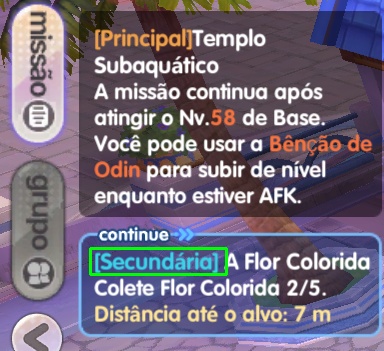 missão
grupo
[Principal]Templo
Subaquático
A missão continua após
atingir o Nv.58 de Base.
Você pode usar a Bênção de
Odin para subir de nível
enquanto estiver AFK.
continue
[Secundária] A Flor Colorida
Colete Flor Colorida 2/5.
Distância até o alvo: 7 m